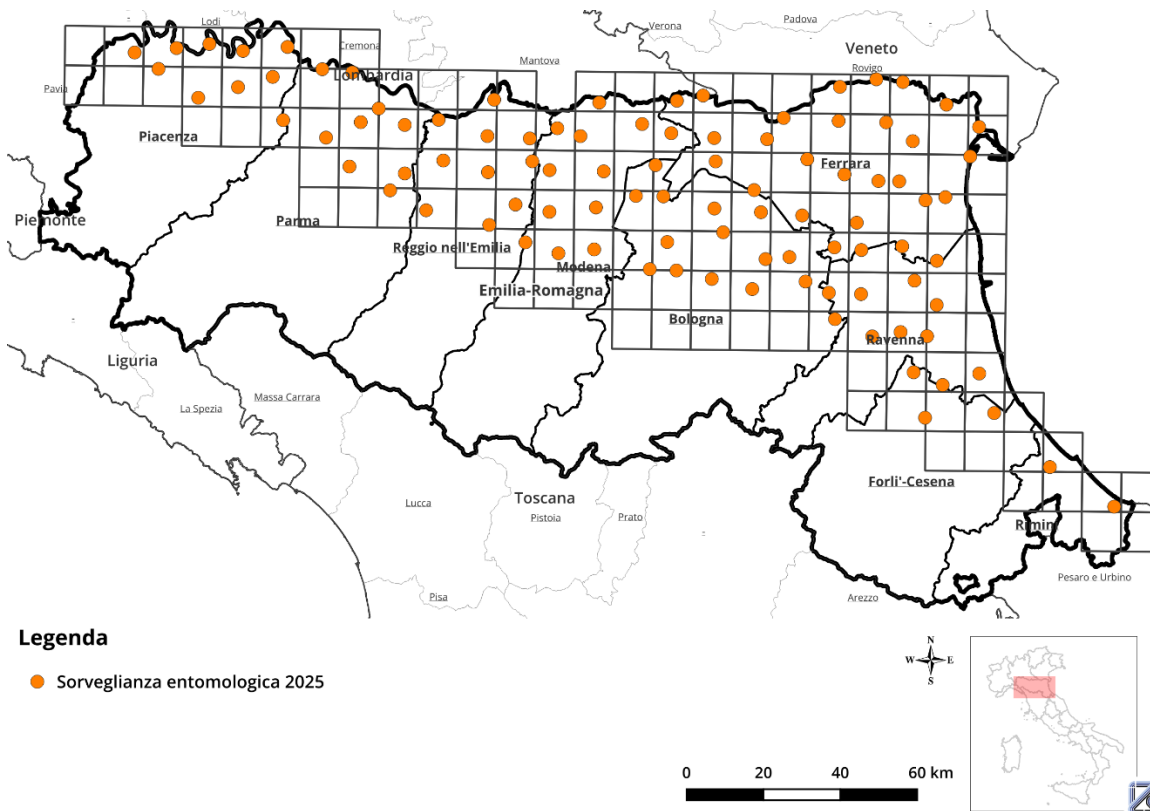 Lodi
Padova
Verona
Cremona
Veneto
Mantova
Rovigo
Lombardia
Pavia
Piacenza
Ferrara
Piemonte
Parma
Reggio nell'Emilia
Modena
Emilia-Romagna
Bologna
Ravenna
Liguria
Massa Carrara
La Spezia
Forli'-Cesena
Toscana
Lucca
Pistoia
Prato
Rimini
Pesaro e Urbino
Pisa
Arezzo
Legenda
Sorveglianza entomologica 2025
N
W
E
S
0
20
40
60 km